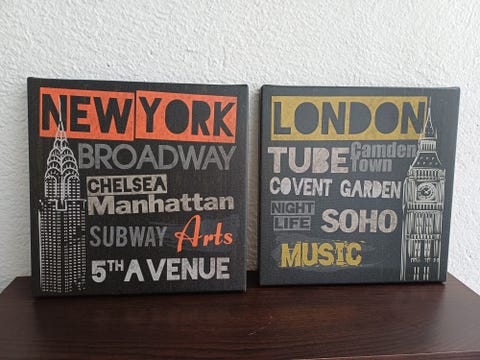 NEW YORK
BROADWAY
CHELSEA
Manhattan
SUBWAY Arts
5TH AVENUE
LONDON
TUBE Camden Town
COVENT GARDEN
NIGHT LIFE SOHO
MUSIC